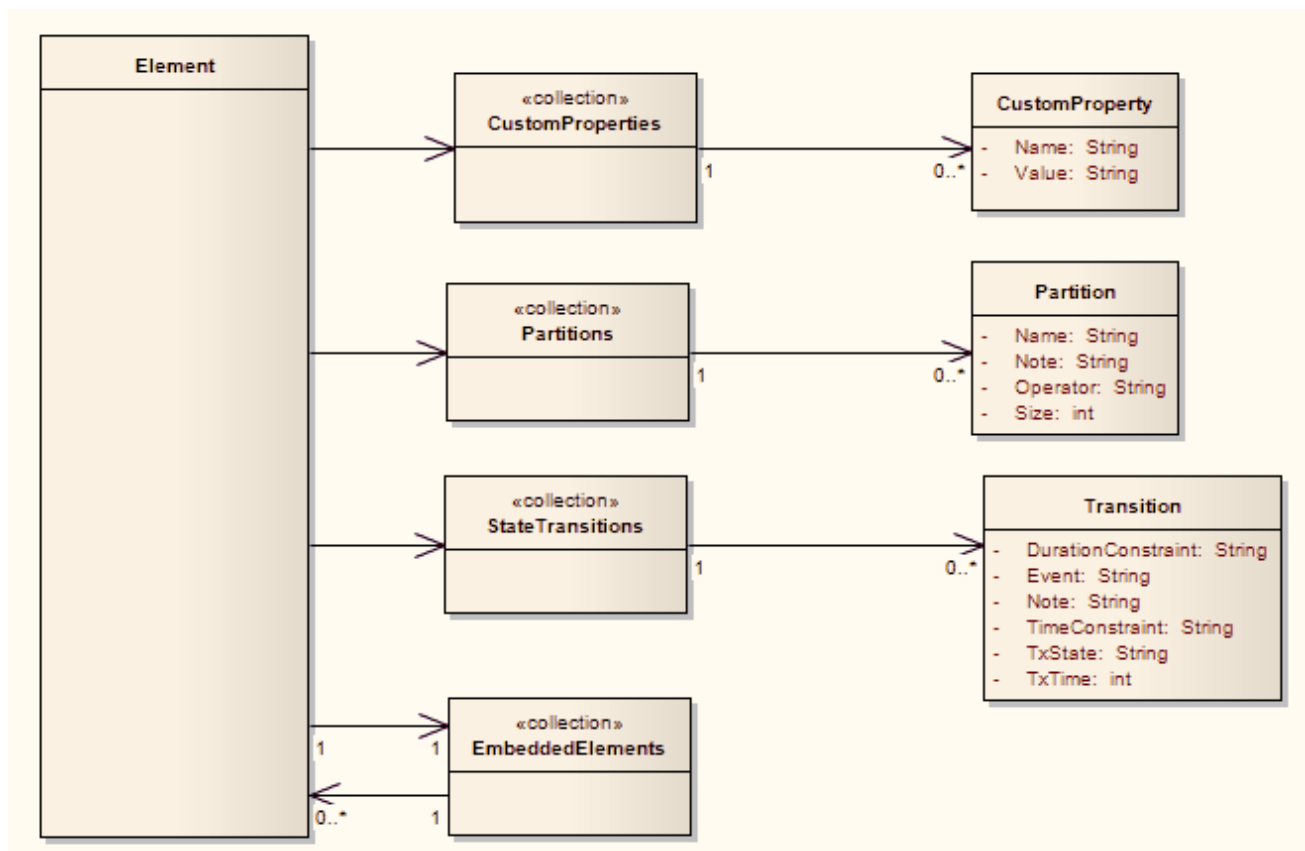 Element
«collection»
CustomProperties
1
0..*
CustomProperty
- Name: String
- Value: String
«collection»
Partitions
1
0..*
Partition
- Name: String
- Note: String
- Operator: String
- Size: int
«collection»
StateTransitions
1
0..*
Transition
- DurationConstraint: String
- Event: String
- Note: String
- TimeConstraint: String
- TxState: String
- TxTime: int
«collection»
EmbeddedElements
1
1
0..*
1